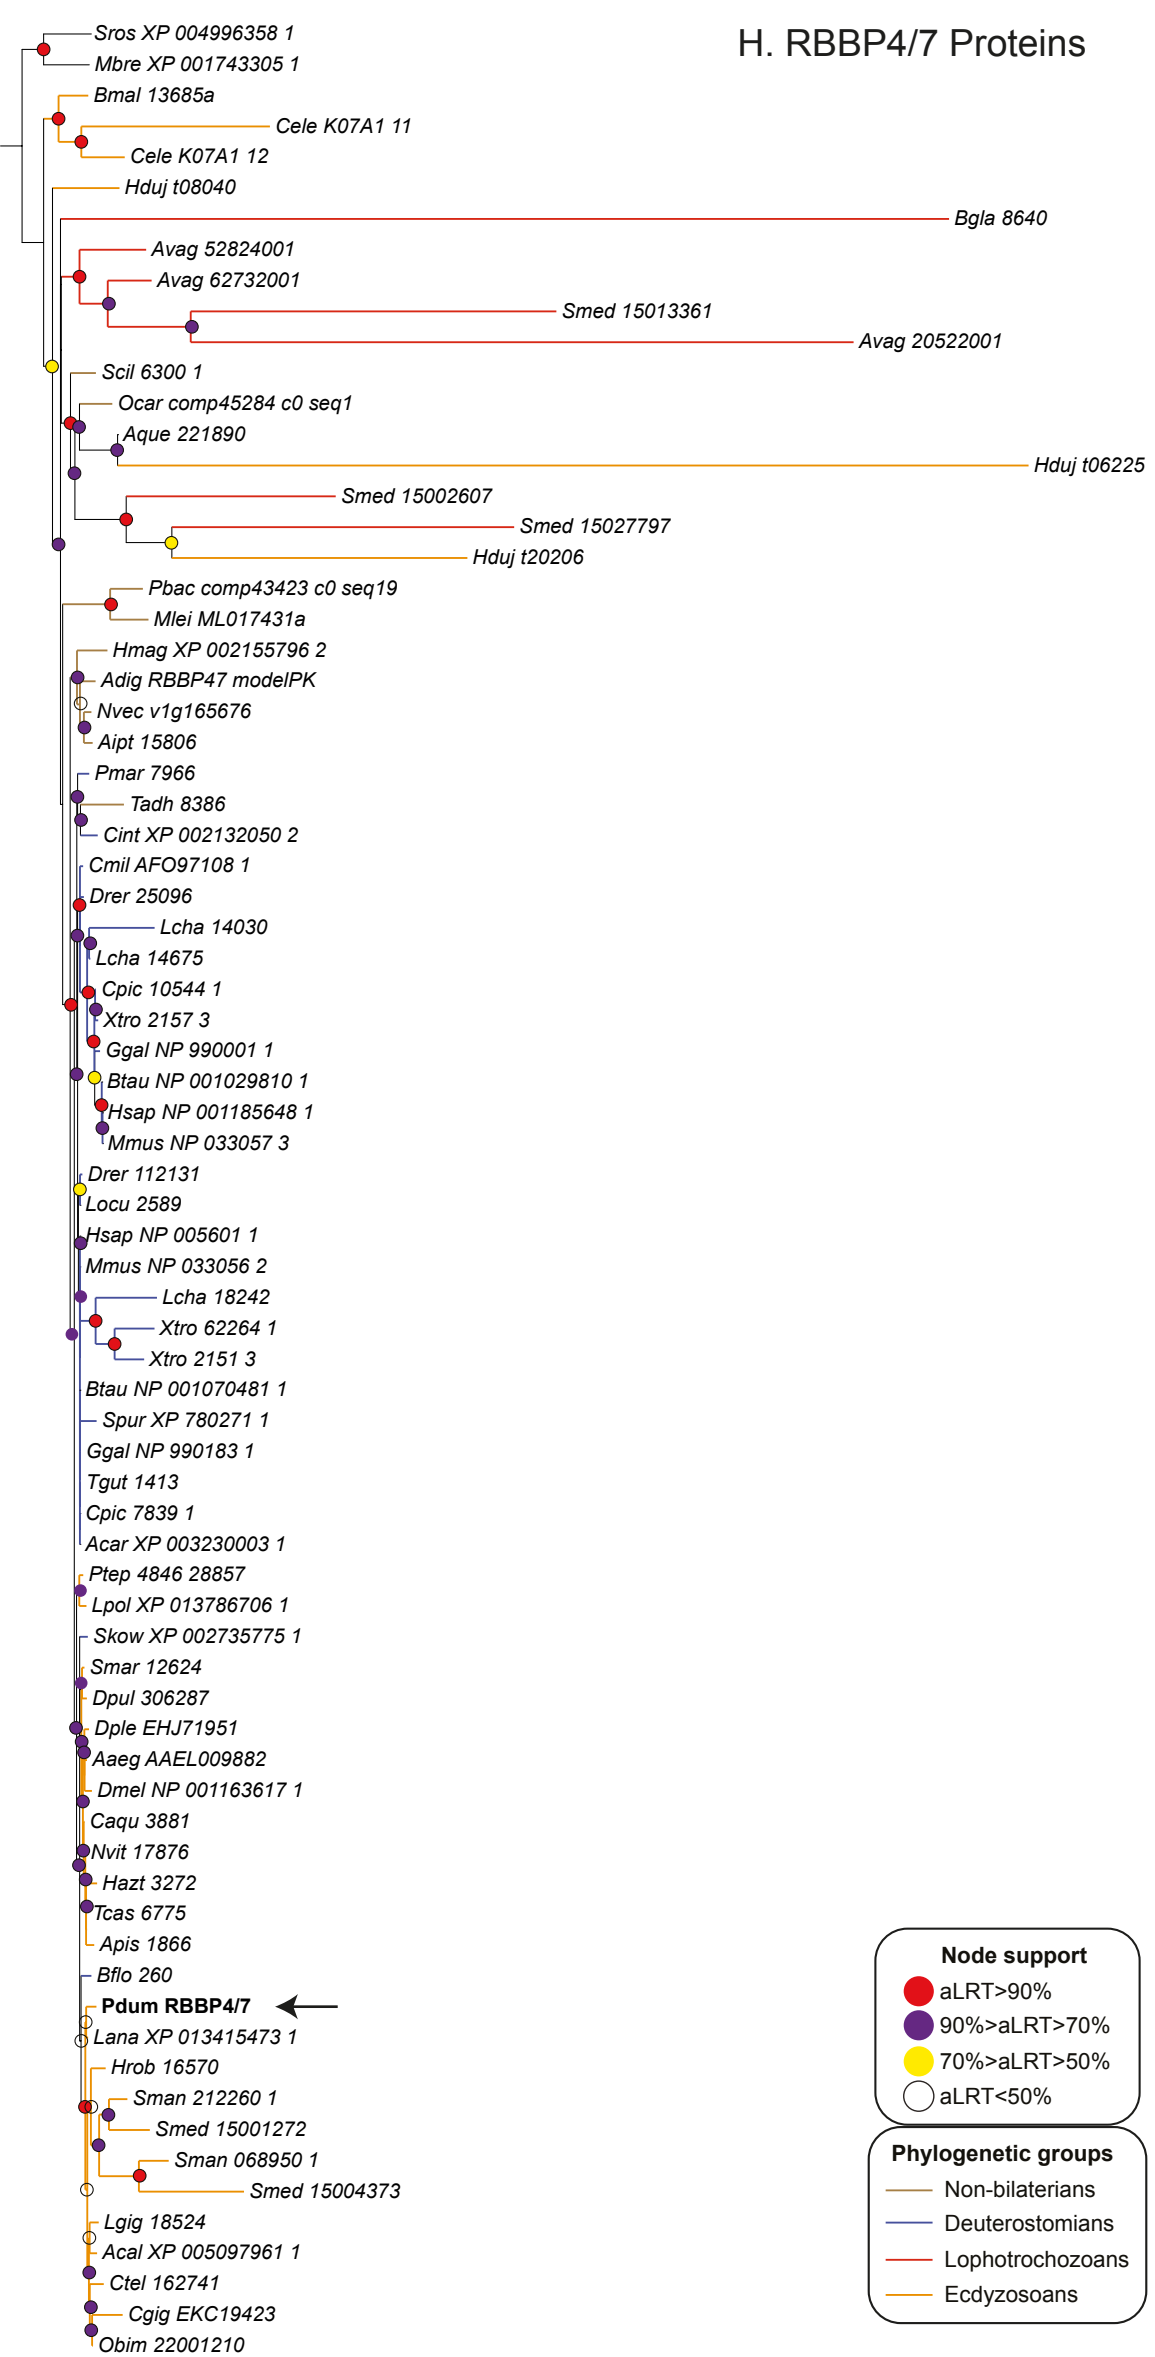 H. RBBP4/7 Proteins
Sros XP 004996358 1
Mbre XP 001743305 1
Bmal 13685a
Cele K07A1 11
Cele K07A1 12
Hduj t08040
Bgla 8640
Avag 52824001
Avag 62732001
Smed 15013361
Avag 20522001
Scil 6300 1
Ocar comp45284 c0 seq1
Aque 221890
Hduj t06225
Smed 15002607
Smed 15027797
Hduj t20206
Pbac comp43423 c0 seq19
Mlei ML017431a
Hmag XP 002155796 2
Adig RBBP47 modelPK
Nvec v1g165676
Aipt 15806
Pmar 7966
Tadh 8386
Cint XP 002132050 2
Cmil AFO97108 1
Drer 25096
Lcha 14030
Lcha 14675
Cpic 10544 1
Xtro 2157 3
Ggal NP 990001 1
Btau NP 001029810 1
Hsap NP 001185648 1
Mmus NP 033057 3
Drer 112131
Locu 2589
Hsap NP 005601 1
Mmus NP 033056 2
Lcha 18242
Xtro 62264 1
Xtro 2151 3
Btau NP 001070481 1
Spur XP 780271 1
Ggal NP 990183 1
Tgut 1413
Cpic 7839 1
Acar XP 003230003 1
Ptep 4846 28857
Lpol XP 013786706 1
Skow XP 002735775 1
Smar 12624
Dpul 306287
Dple EHJ71951
Aaeg AAEL009882
Dmel NP 001163617 1
Caqu 3881
Nvit 17876
Hazt 3272
Tcas 6775
Apis 1866
Bflo 260
Pdum RBBP4/7
Lana XP 013415473 1
Hrob 16570
Sman 212260 1
Smed 15001272
Sman 068950 1
Smed 15004373
Lgig 18524
Acal XP 005097961 1
Ctel 162741
Cgig EKC19423
Obim 22001210
Node support
aLRT>90%
90%>aLRT>70%
70%>aLRT>50%
aLRT<50%
Phylogenetic groups
Non-bilaterians
Deuterostomians
Lophotrochozoans
Ecdyzosoans